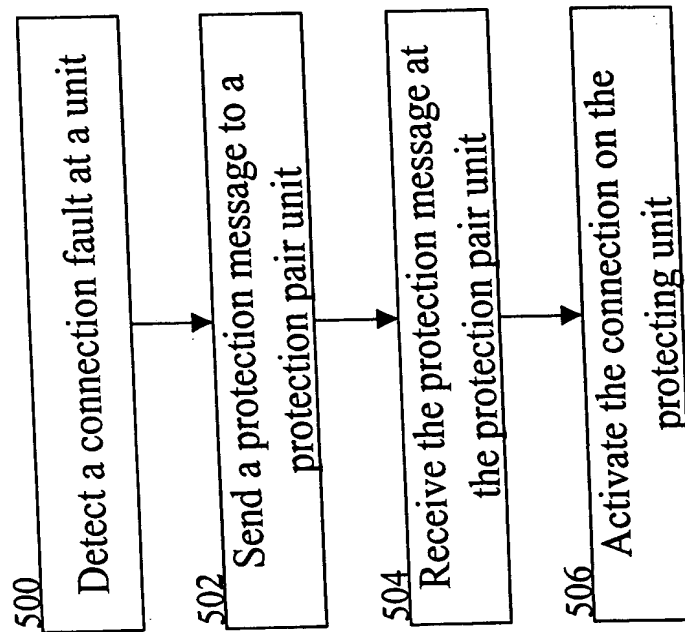 500
Detect a connection fault at a unit
502
Send a protection message to a
protection pair unit
504
Receive the protection message at
the protection pair unit
506
Activate the connection on the
protecting unit